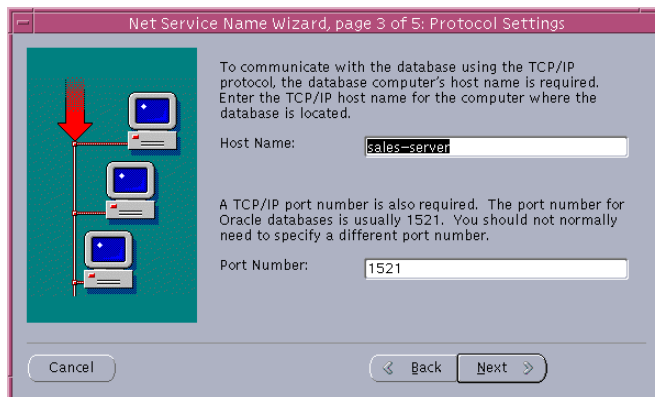 Net Service Name Wizard, page 3 of 5: Protocol Settings
To communicate with the database using the TCP/IP
protocol, the database computer's host name is required.
Enter the TCP/IP host name for the computer where the
database is located.
Host Name:
sales-server
A TCP/IP port number is also required. The port number for
Oracle databases is usually 1521. You should not normally
need to specify a different port number.
Port Number:
1521
Cancel
Back
Next